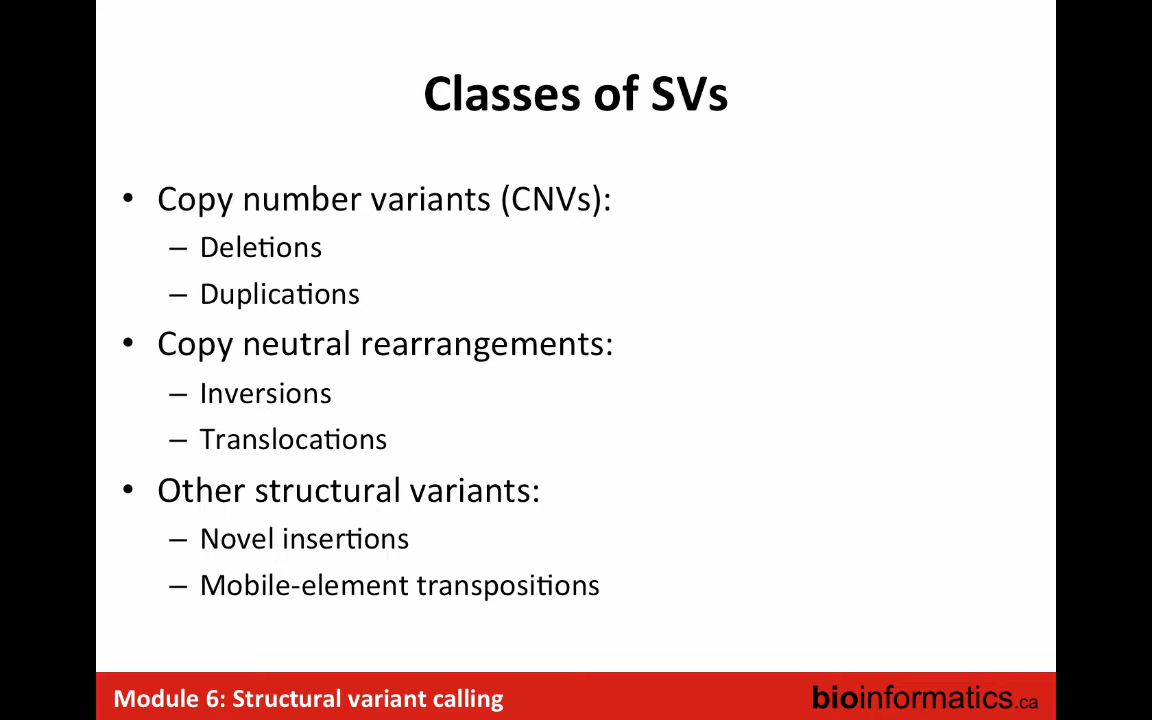 Classes of SVs
• Copy number variants (CNVs):
– Deletions
– Duplications
• Copy neutral rearrangements:
– Inversions
– Translocations
• Other structural variants:
– Novel insertions
– Mobile-element transpositions
Module 6: Structural variant calling
bioinformatics.ca